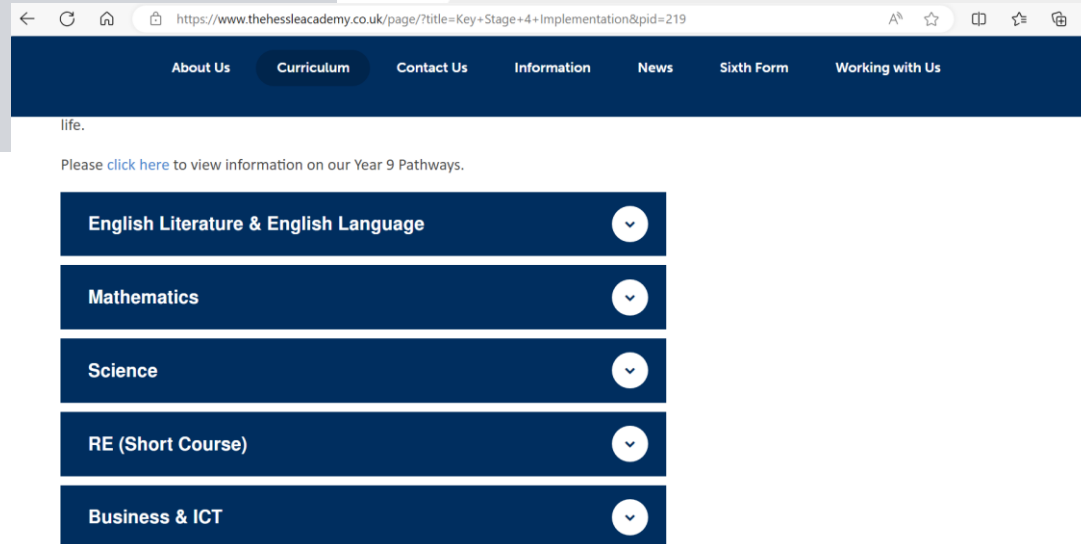 https://www.thehessleacademy.co.uk/page/?title=Key+Stage+4+Implementation&pid=219
About Us Curriculum Contact Us Information News Sixth Form Working with Us
life.
Please click here to view information on our Year 9 Pathways.
English Literature & English Language
Mathematics
Science
RE (Short Course)
Business & ICT